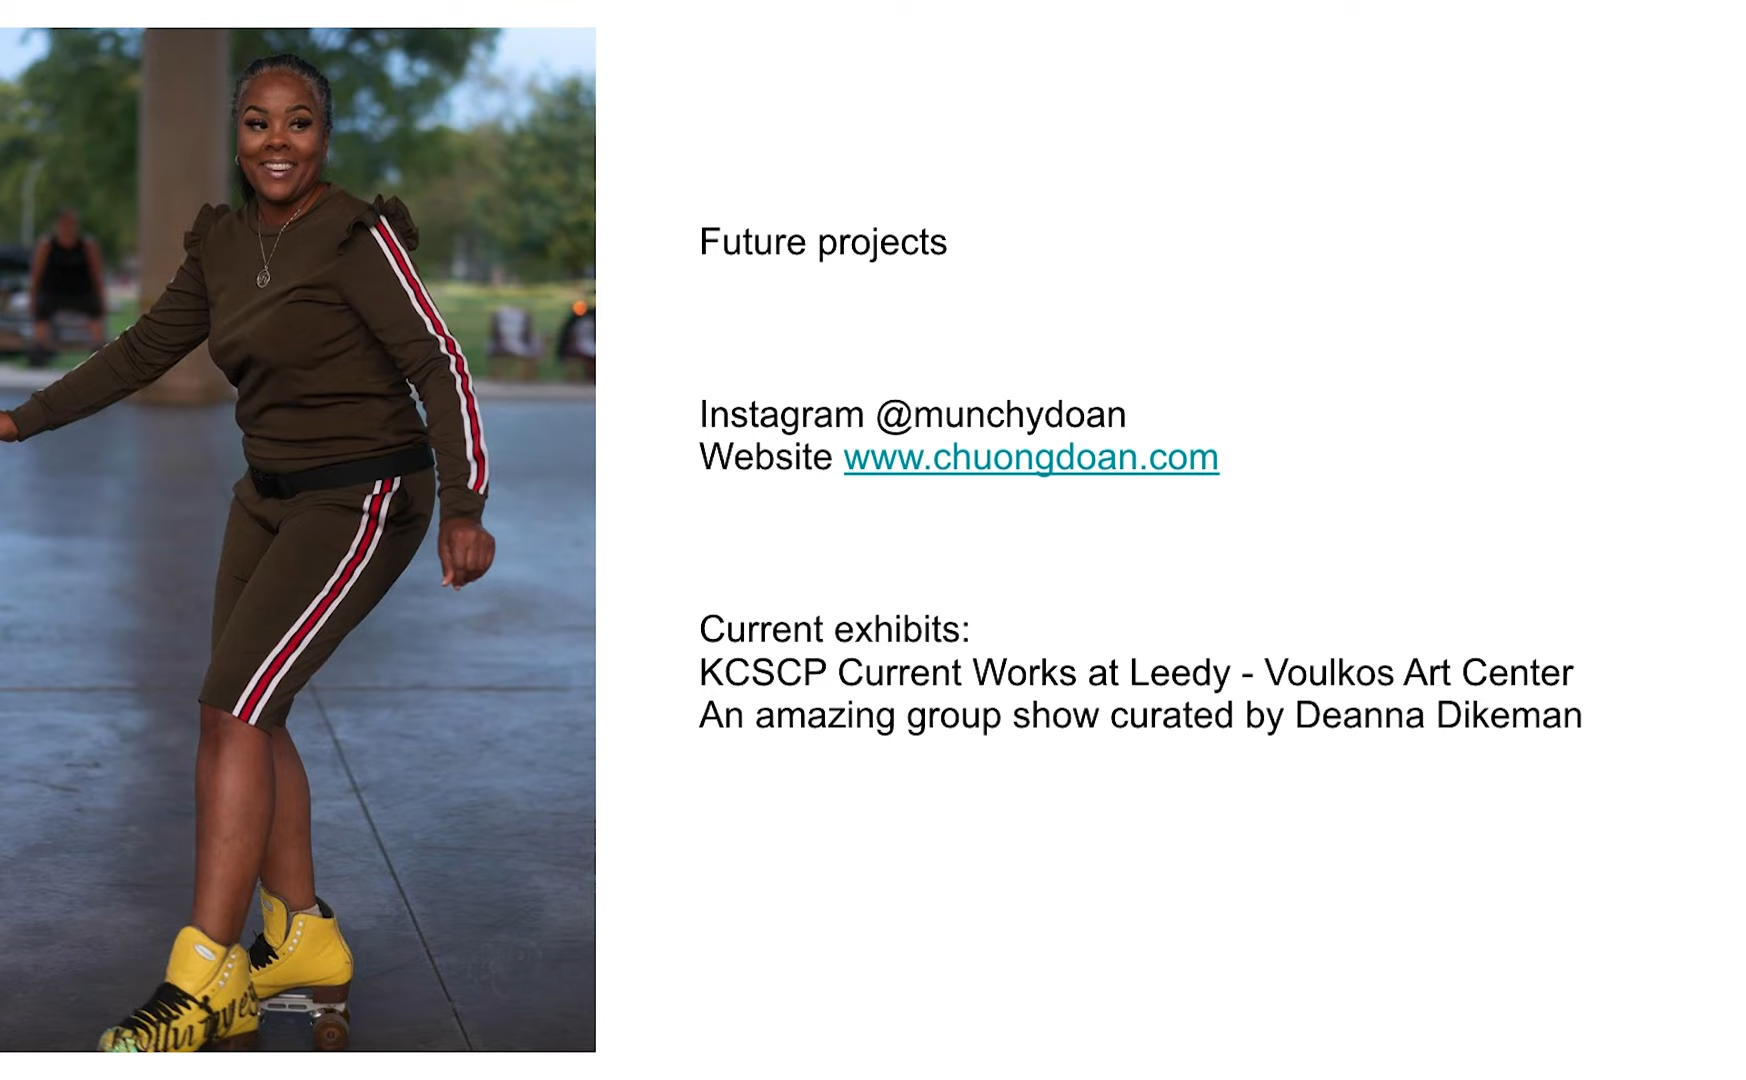 Future projects
Instagram @munchydoan
Website www.chuongdoan.com
Current exhibits:
KCSCP Current Works at Leedy - Voulkos Art Center
An amazing group show curated by Deanna Dikeman